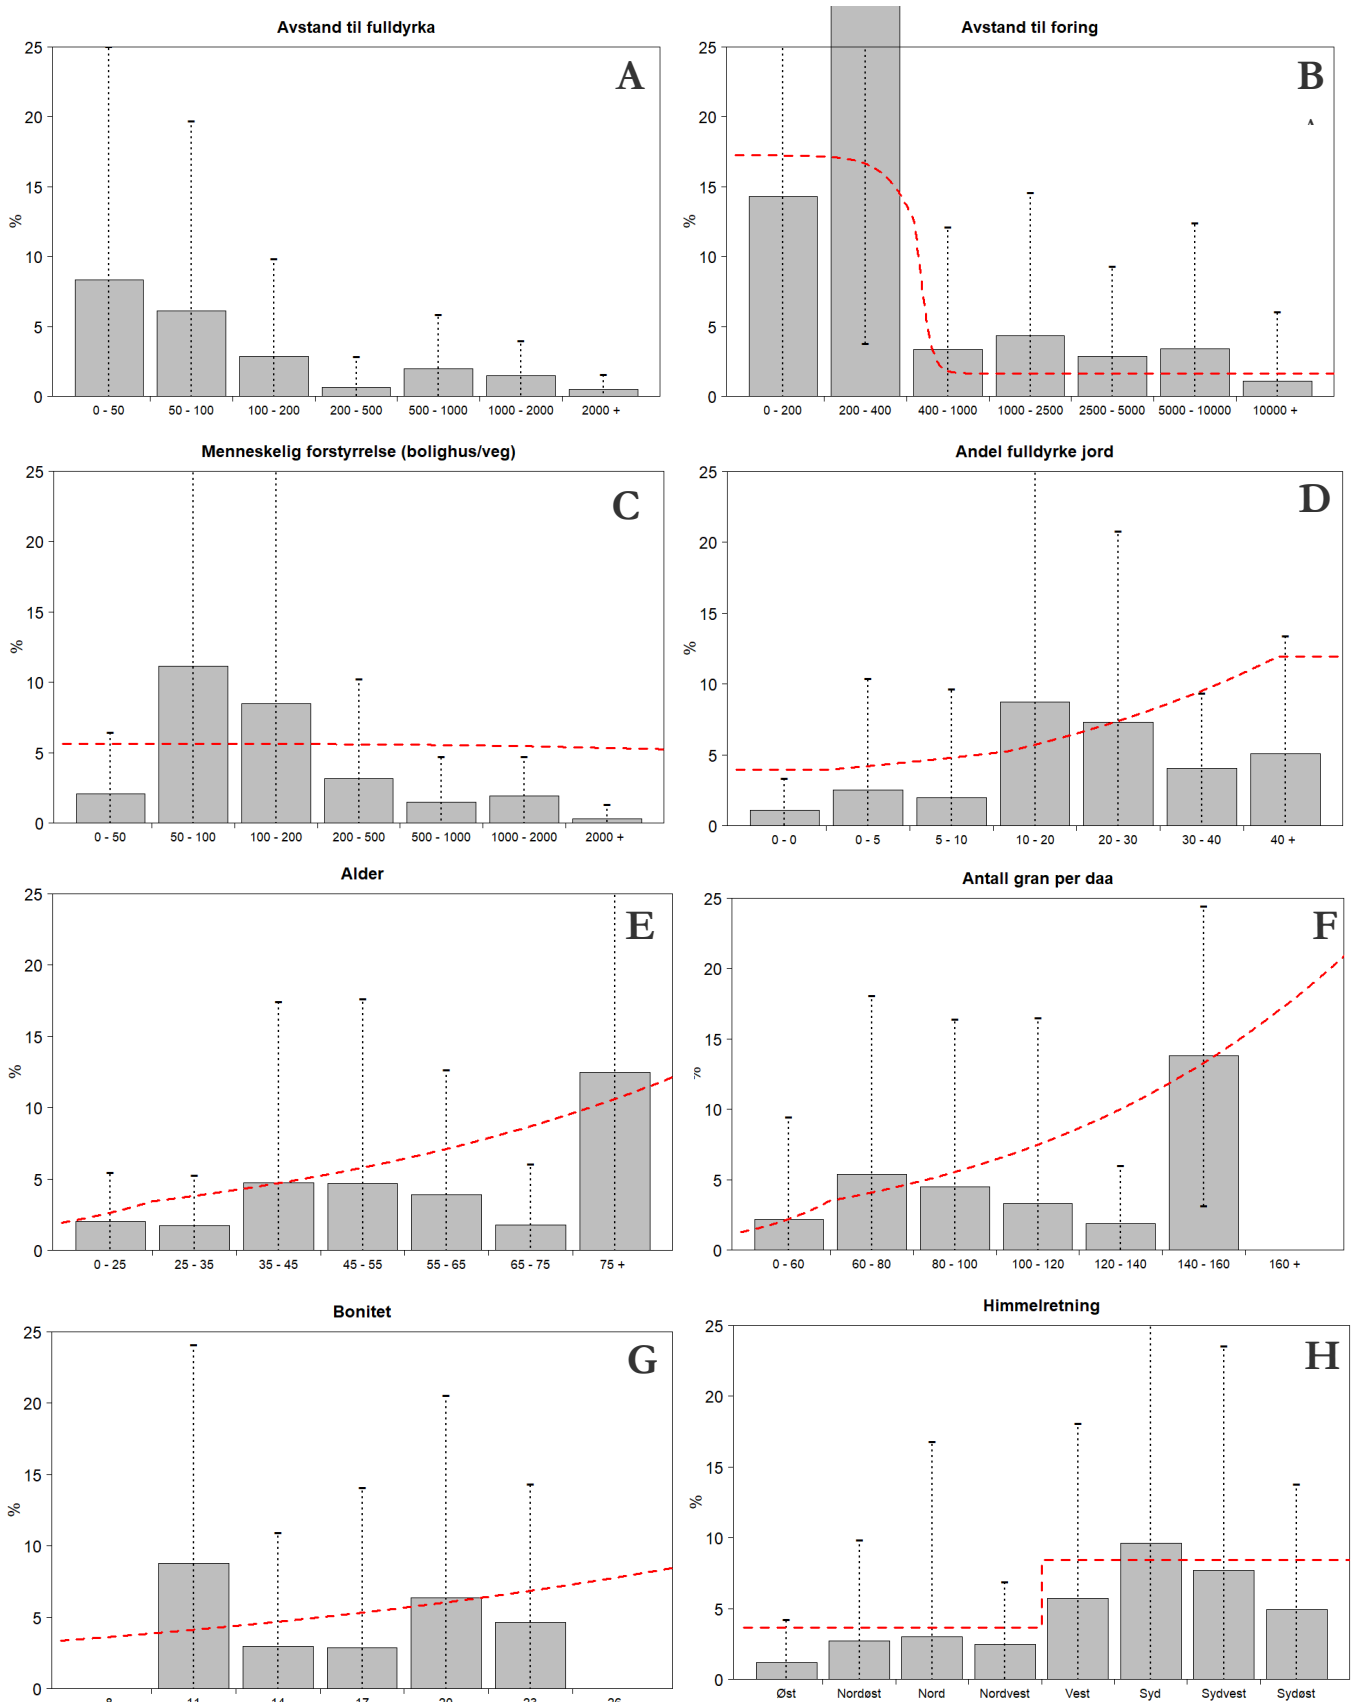 Avstand til fulldyrka
A
25
20
15
10
5
0
%
0 - 50 50 - 100 100 - 200 200 - 500 500 - 1000 1000 - 2000 2000 +
Avstand til foring
B
A
25
20
15
10
5
0
%
0 - 200 200 - 400 400 - 1000 1000 - 2500 2500 - 5000 5000 - 10000 10000 +
Menneskelig forstyrrelse (bolighus/veg)
C
25
20
15
10
5
0
%
0 - 50 50 - 100 100 - 200 200 - 500 500 - 1000 1000 - 2000 2000 +
Andel fulldyrke jord
D
25
20
15
10
5
0
%
0 - 0 0 - 5 5 - 10 10 - 20 20 - 30 30 - 40 40 +
Alder
E
25
20
15
10
5
0
%
0 - 25 25 - 35 35 - 45 45 - 55 55 - 65 65 - 75 75 +
Antall gran per daa
F
25
20
15
10
5
0
%
0 - 60 60 - 80 80 - 100 100 - 120 120 - 140 140 - 160 160 +
Bonitet
G
25
20
15
10
5
0
%
8 11 14 17 20 23 26
Himmelretning
H
25
20
15
10
5
0
%
Øst Nordøst Nord Nordvest Vest Syd Sydvest Sydøst